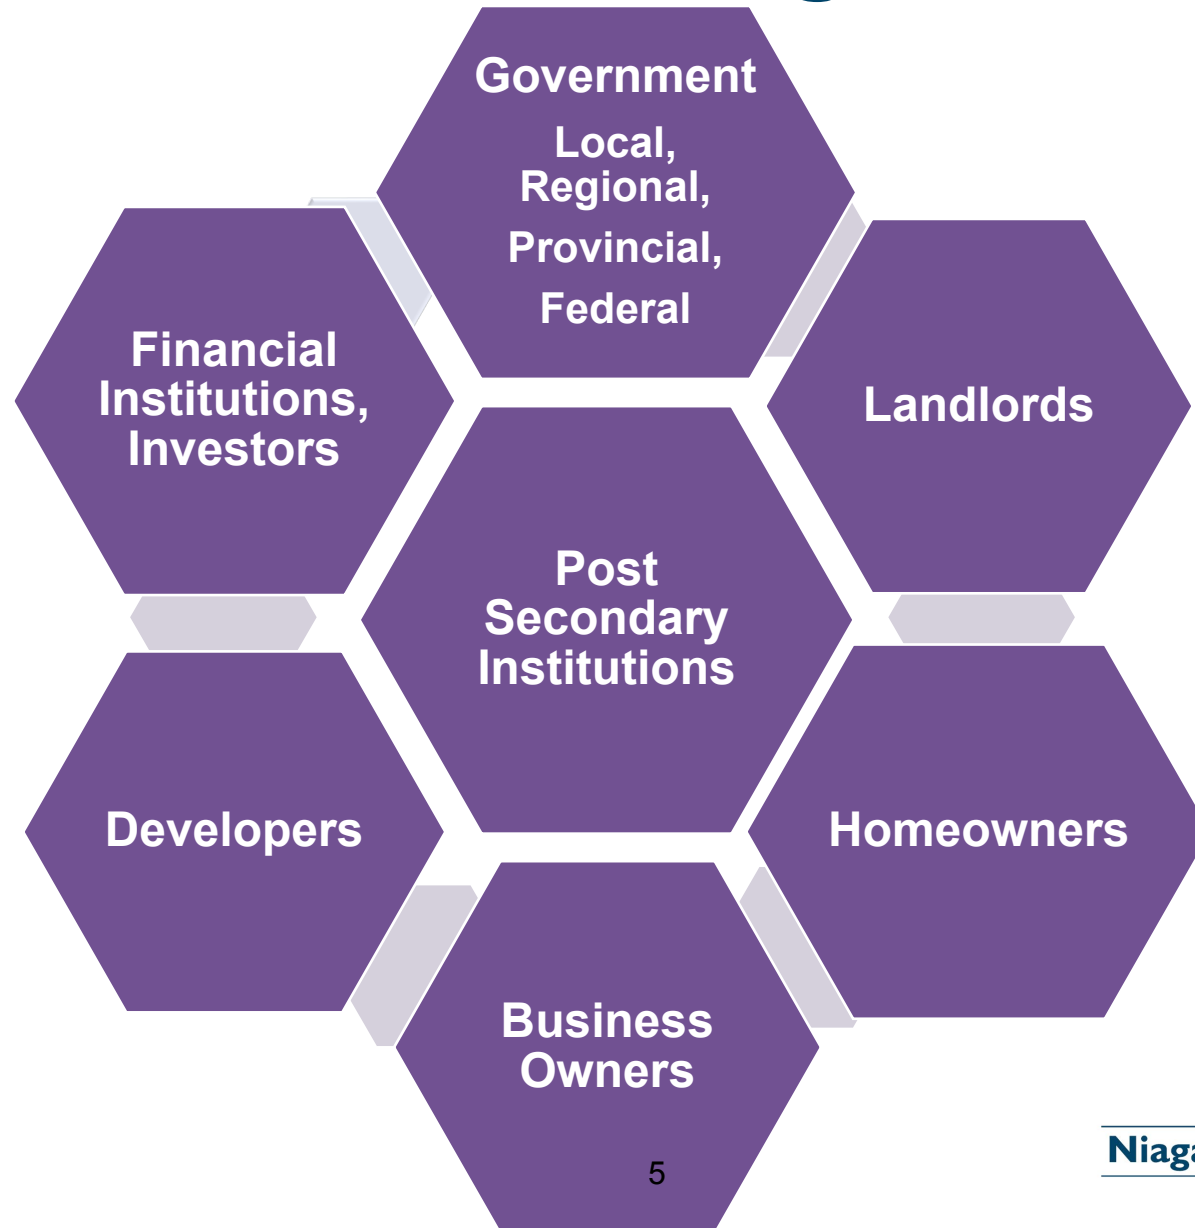 Government
Local,
Regional,
Provincial,
Federal
Financial
Institutions,
Investors
Landlords
Post
Secondary
Institutions
Developers
Homeowners
Business
Owners
5